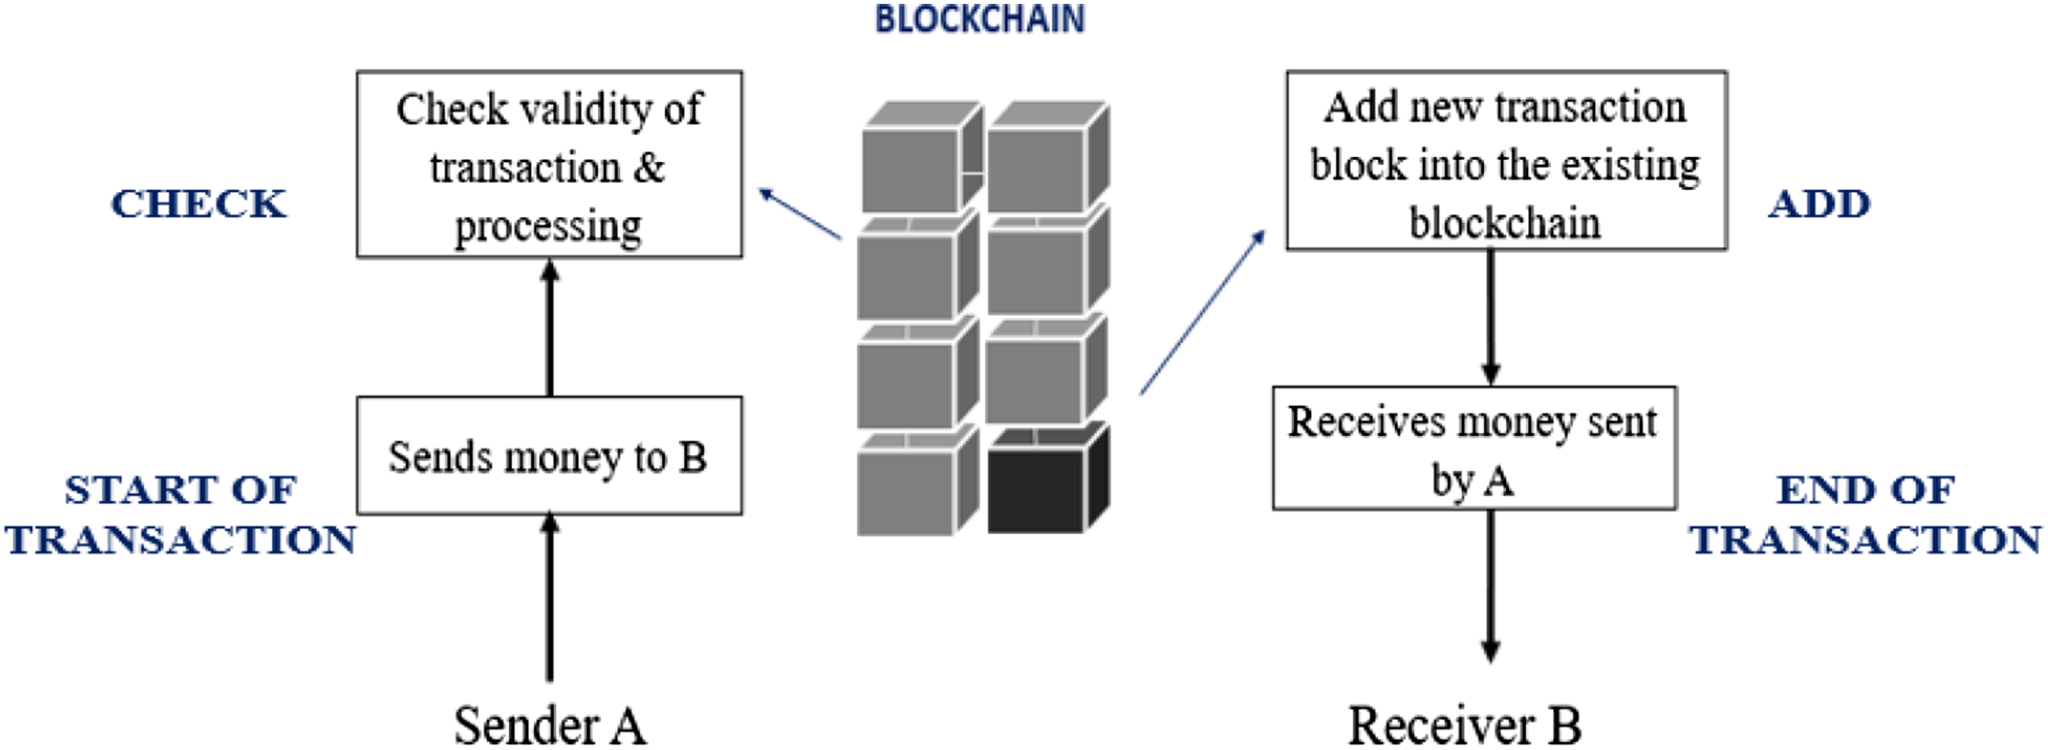 BLOCKCHAIN
CHECK
Check validity of
transaction &
processing
Add new transaction
block into the existing
blockchain
ADD
START OF
TRANSACTION
Sends money to B
Receives money sent
by A
END OF
TRANSACTION
Sender A
Receiver B